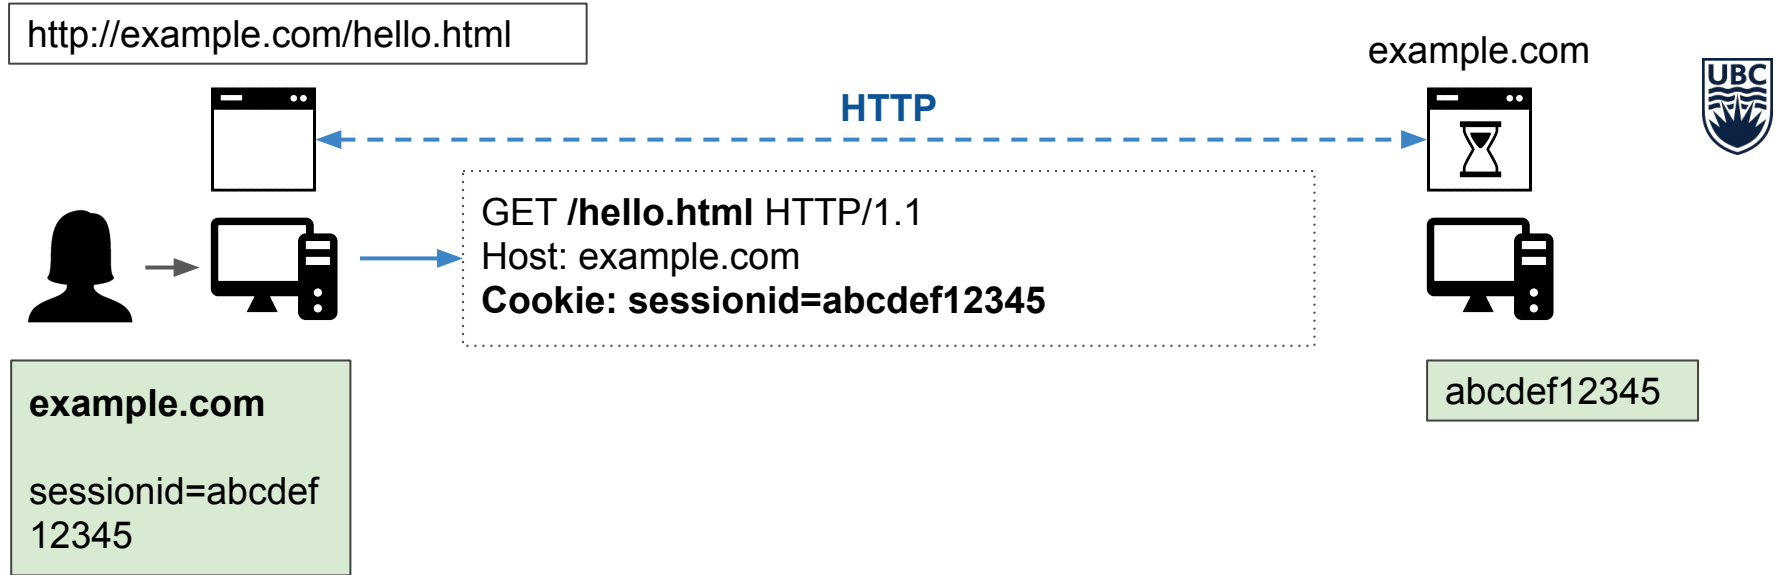 http://example.com/hello.html
example.com
UBC
HTTP
GET /hello.html HTTP/1.1
Host: example.com
Cookie: sessionid=abcdef12345
example.com
sessionid=abcdef
12345
abcdef12345